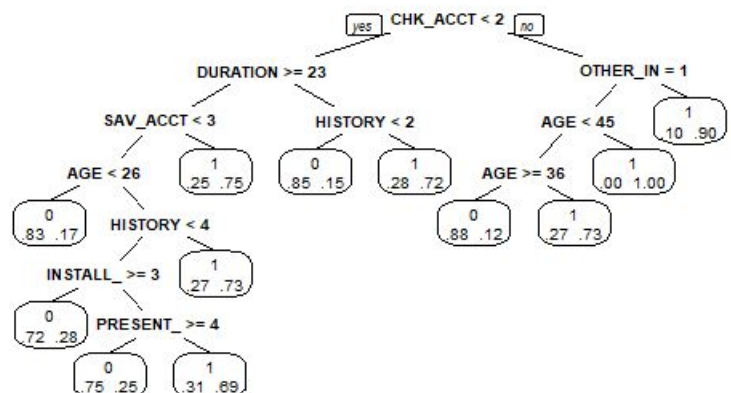 CHK_ACCT < 2
yes
no
DURATION >= 23
OTHER_IN = 1
SAV_ACCT < 3
HISTORY < 2
AGE < 45
1
.10 .90
AGE < 26
1
.25 .75
0
.85 .15
1
.28 .72
AGE >= 36
1
.00 1.00
0
.83 .17
HISTORY < 4
0
.88 .12
1
.27 .73
INSTALL_ >= 3
1
.27 .73
0
.72 .28
PRESENT_ >= 4
0
.75 .25
1
.31 .69